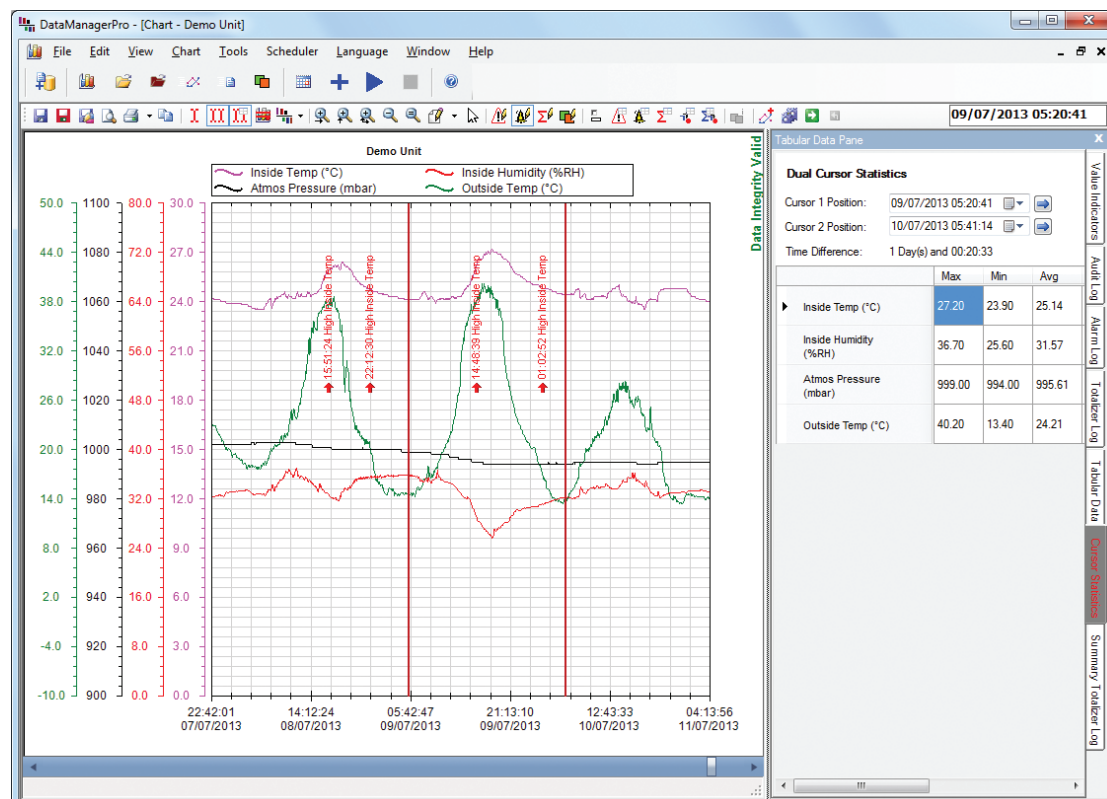 DataManagerPro - [Chart - Demo Unit]
File Edit View Chart Tools Scheduler Language Window Help
09/07/2013 05:20:41
Demo Unit
Inside Temp (°C) Inside Humidity (%RH)
Atmos Pressure (mbar) Outside Temp (°C)
Data Integrity Valid
50.0 1100 80.0 30.0
44.0 1080 72.0 27.0
38.0 1060 64.0 24.0
32.0 1040 56.0 21.0
26.0 1020 48.0 18.0
20.0 1000 40.0 15.0
14.0 980 32.0 12.0
8.0 960 24.0 9.0
2.0 940 16.0 6.0
-4.0 920 8.0 3.0
-10.0 900 0.0 0.0
15:51:24 High Inside Temp
22:12:30 High Inside Temp
14:48:39 High Inside Temp
01:02:52 High Inside Temp
22:42:01 14:12:24 05:42:47 21:13:10 12:43:33 04:13:56
07/07/2013 08/07/2013 09/07/2013 09/07/2013 10/07/2013 11/07/2013
Tabular Data Pane
Dual Cursor Statistics
Cursor 1 Position: 09/07/2013 05:20:41
Cursor 2 Position: 10/07/2013 05:41:14
Time Difference: 1 Day(s) and 00:20:33
Max Min Avg
Inside Temp (°C) 27.20 23.90 25.14
Inside Humidity
(%RH) 36.70 25.60 31.57
Atmos Pressure
(mbar) 999.00 994.00 995.61
Outside Temp (°C) 40.20 13.40 24.21
Value Indicators
Audit Log
Alarm Log
Totalizer Log
Tabular Data
Cursor Statistics
Summary Totalizer Log